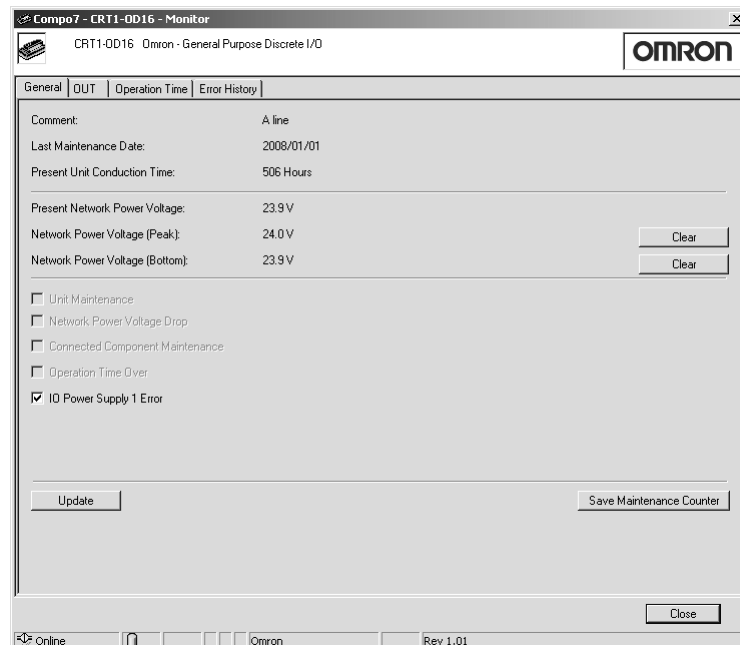 Compo7 - CRT1-OD16 - Monitor
CRT1-OD16 Omron - General Purpose Discrete I/O
OMRON
General OUT Operation Time Error History
Comment: A line
Last Maintenance Date: 2008/01/01
Present Unit Conduction Time: 506 Hours
Present Network Power Voltage: 23.9 V
Network Power Voltage (Peak): 24.0 V Clear
Network Power Voltage (Bottom): 23.9 V Clear
Unit Maintenance
Network Power Voltage Drop
Connected Component Maintenance
Operation Time Over
IO Power Supply 1 Error
Update Save Maintenance Counter
Close
Online Omron Rev 1.01